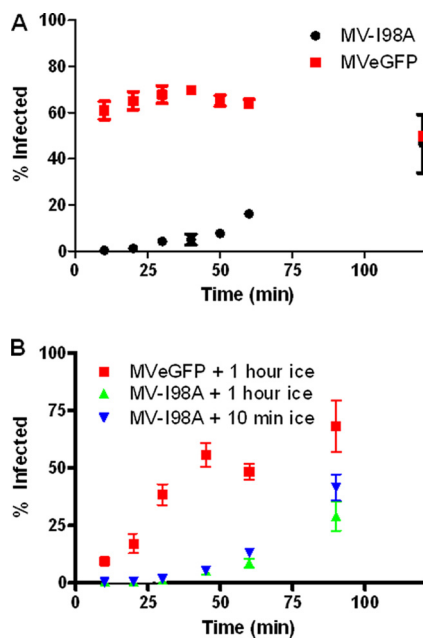 A
MV-I98A
MVeGFP
% Infected
100
80
60
40
20
0
0 25 50 75 100
Time (min)
B
MVeGFP + 1 hour ice
MV-I98A + 1 hour ice
MV-I98A + 10 min ice
% Infected
100
75
50
25
0
0 25 50 75 100
Time (min)